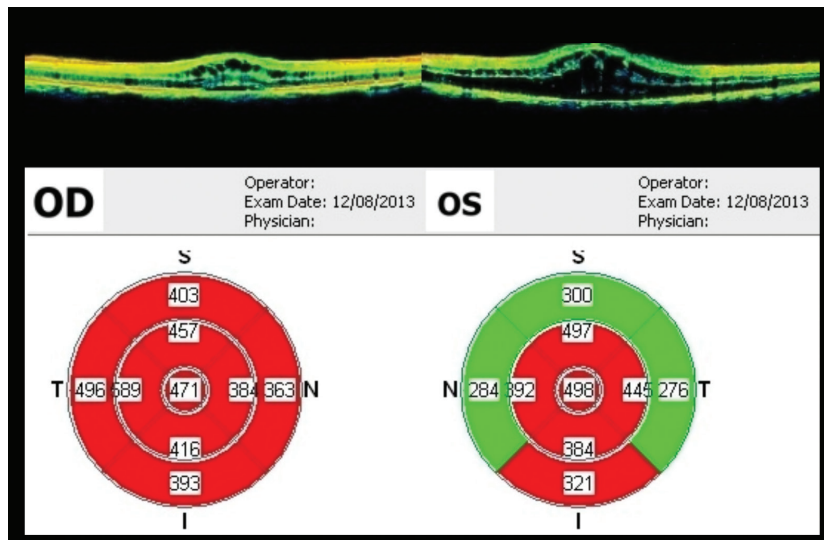 OD
Operator:
Exam Date: 12/08/2013
Physician:
OS
Operator:
Exam Date: 12/08/2013
Physician:
S
403
457
T 496 589 471 384 363 N
416
393
I
S
300
497
N 284 392 498 445 276 T
384
321
I